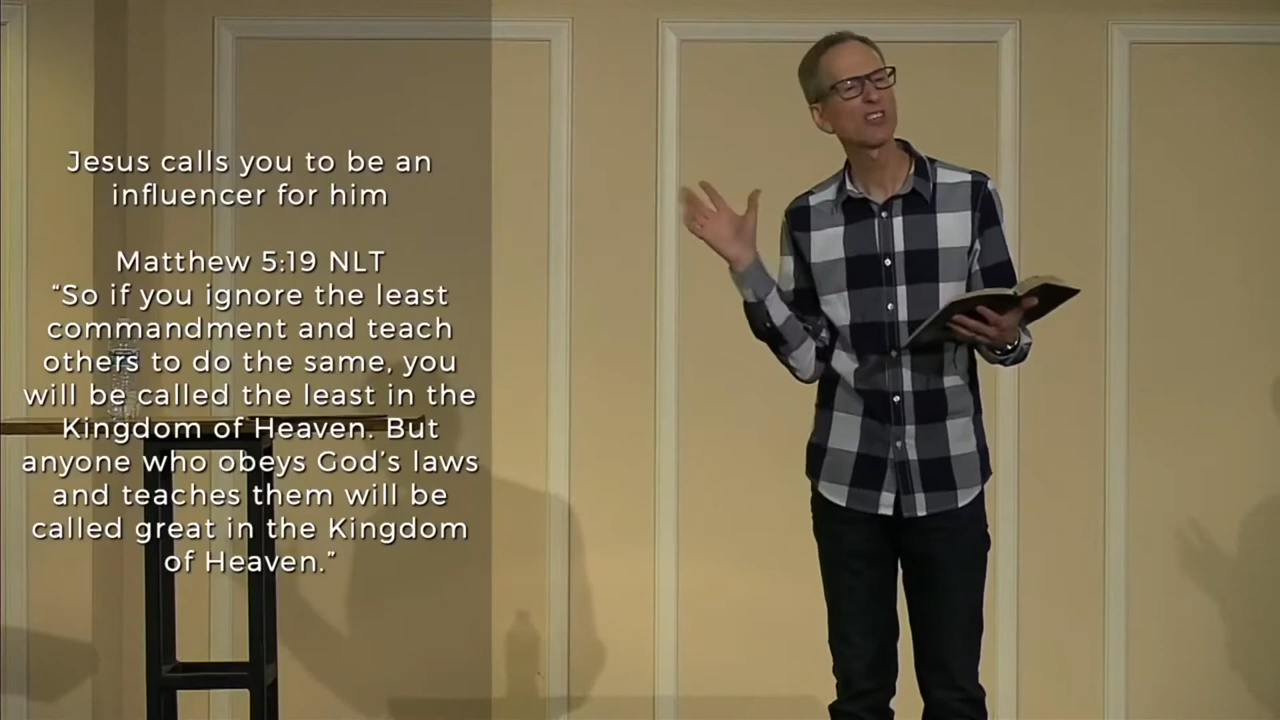 Jesus calls you to be an
influencer for him
Matthew 5:19 NLT
“So if you ignore the least
commandment and teach
others to do the same, you
will be called the least in the
Kingdom of Heaven. But
anyone who obeys God’s laws
and teaches them will be
called great in the Kingdom
of Heaven.”